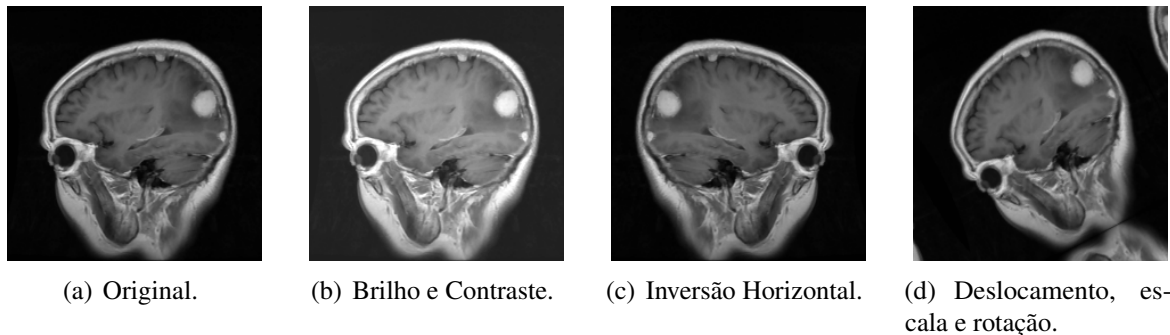 (a) Original.
(b) Brilho e Contraste.
(c) Inversão Horizontal.
(d) Deslocamento, es-
cala e rotação.